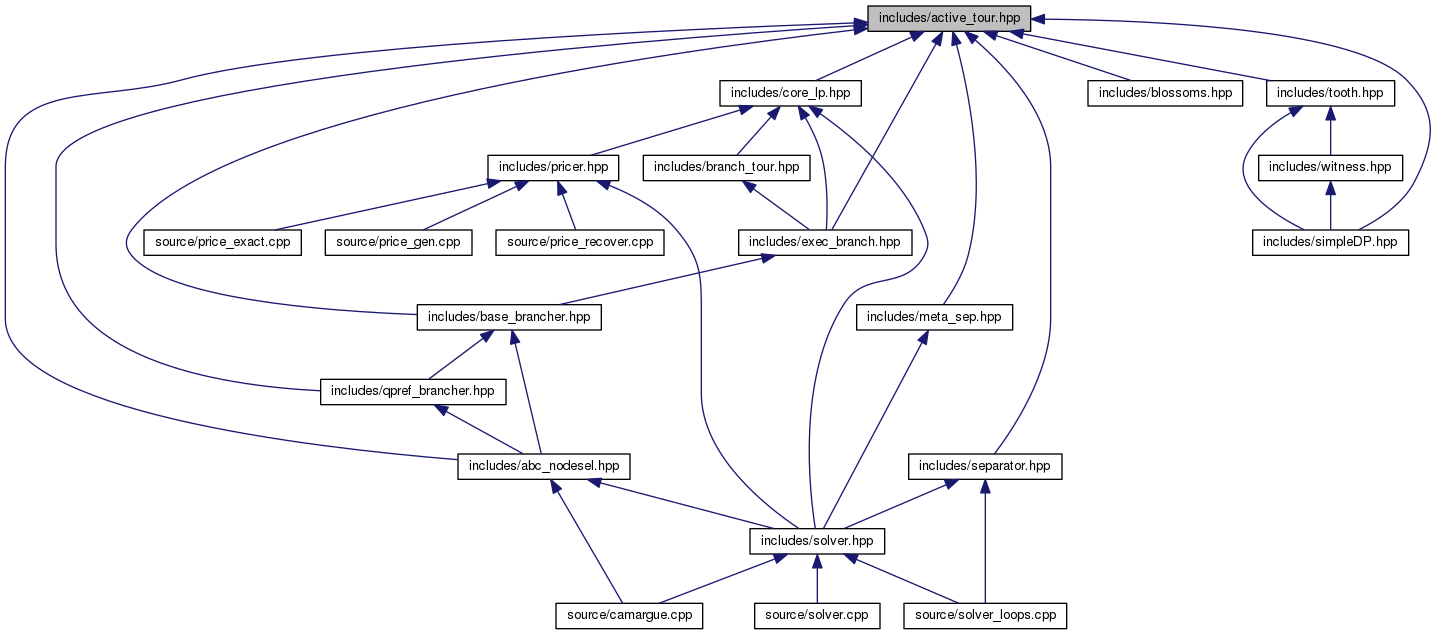 includes/active_tour.hpp
includes/core_lp.hpp
includes/blossoms.hpp
includes/tooth.hpp
includes/pricer.hpp
includes/branch_tour.hpp
includes/witness.hpp
source/price_exact.cpp
source/price_gen.cpp
source/price_recover.cpp
includes/exec_branch.hpp
includes/simpleDP.hpp
includes/base_brancher.hpp
includes/meta_sep.hpp
includes/qpref_brancher.hpp
includes/abc_nodesel.hpp
includes/separator.hpp
includes/solver.hpp
source/camargue.cpp
source/solver.cpp
source/solver_loops.cpp